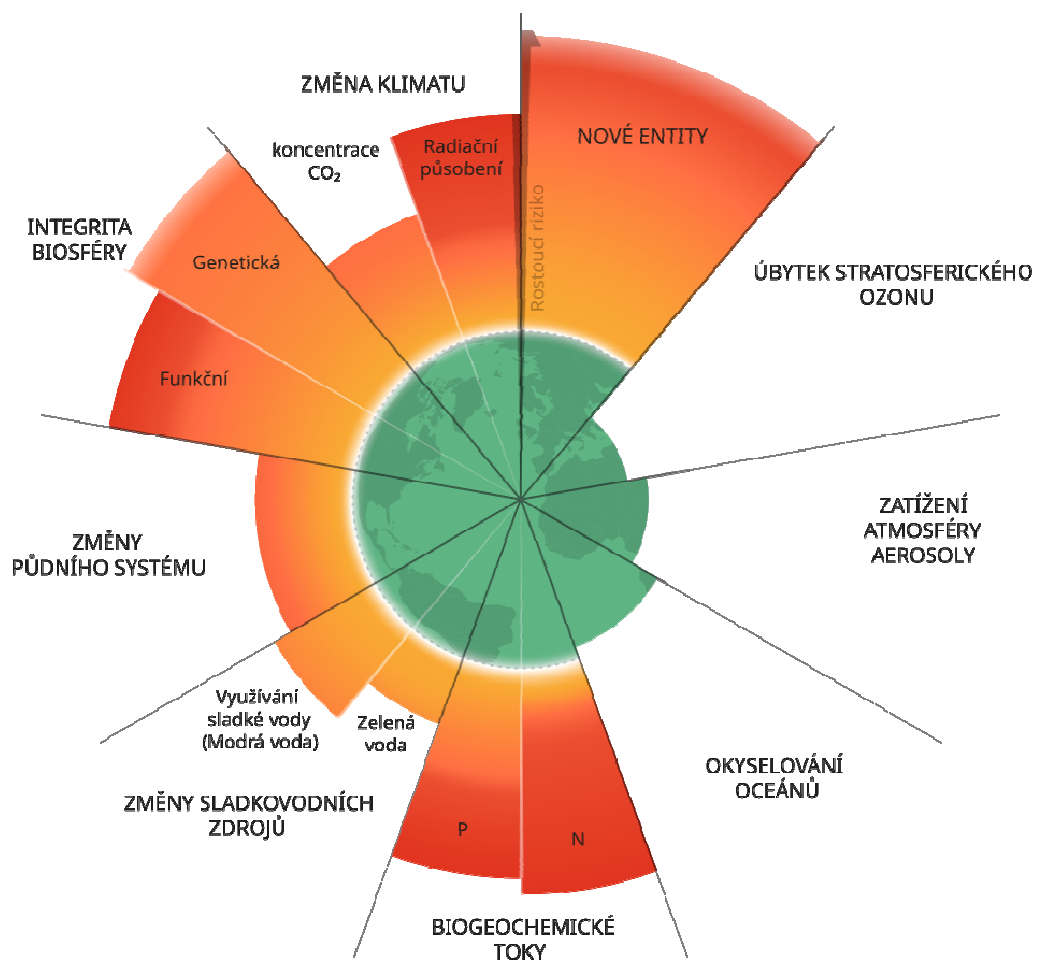 ZMĚNA KLIMATU
koncentrace
CO₂
Radiační
působení
NOVÉ ENTITY
Rostoucí riziko
INTEGRITA
BIOSFÉRY
Genetická
Funkční
ÚBYTEK STRATOSFERICKÉHO
OZONU
ZATÍŽENÍ
ATMOSFÉRY
AEROSOLY
ZMĚNY
PŮDNÍHO SYSTÉMU
Využívání
sladké vody
(Modrá voda)
Zelená
voda
OKYSELOVÁNÍ
OCEÁNŮ
ZMĚNY SLADKOVODNÍCH
ZDROJŮ
P
N
BIOGEOCHEMICKÉ
TOKY